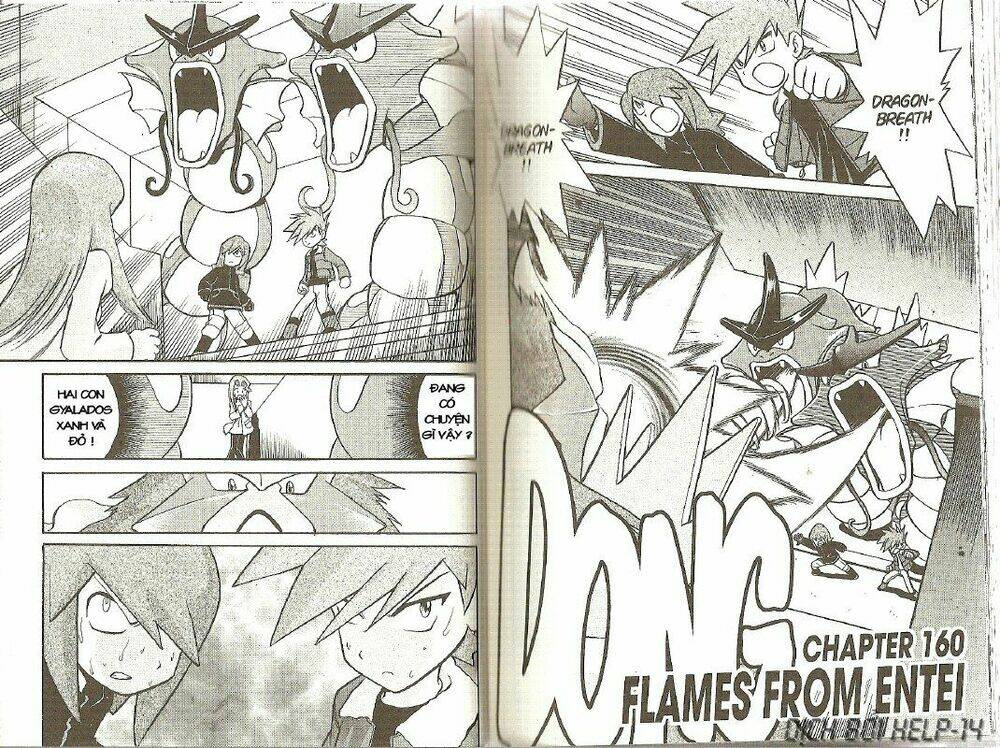 HAI CON
GYALADOS
XANH VÀ
ĐỎ !
ĐANG
CÓ
CHUYỆN
GÌ VẬY ?
DRAGON-
BREATH
!!
DRAGON-
BREATH
!!
DONG
CHAPTER 160
FLAMES FROM ENTEI
DỊCH BỞI HELP-14